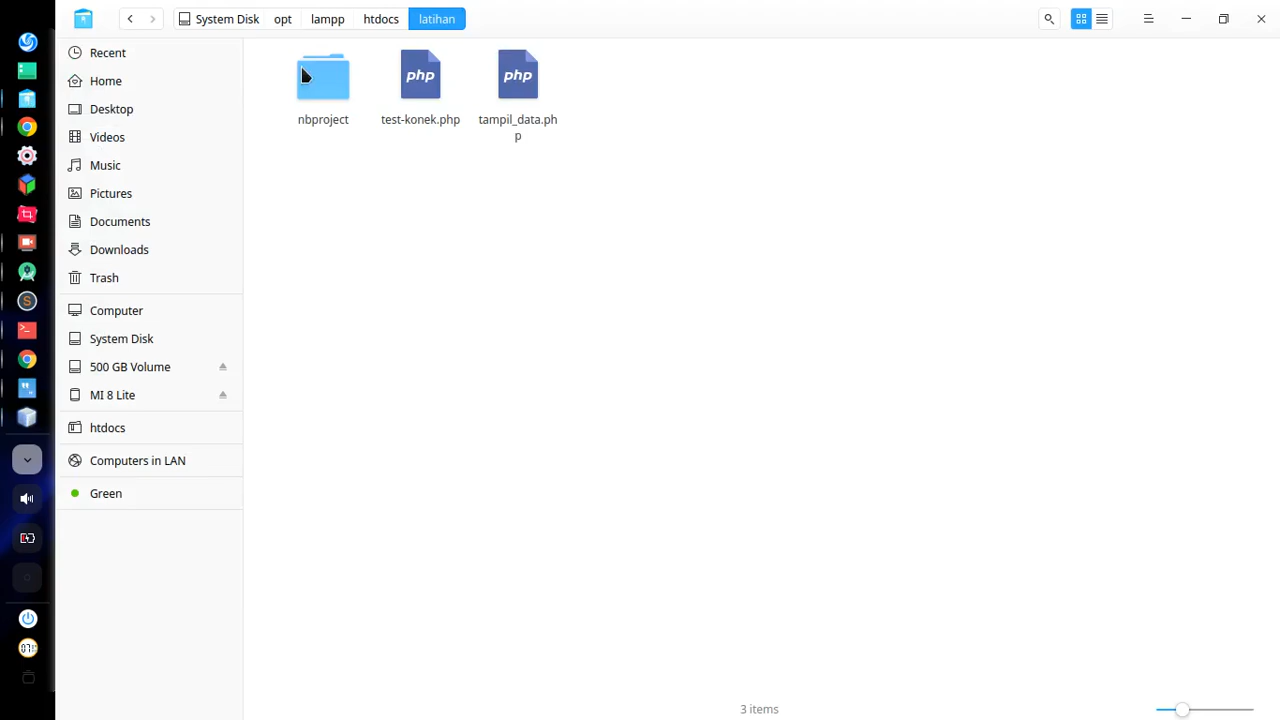 System Disk
opt
lampp
htdocs
latihan
Recent
Home
Desktop
Videos
Music
Pictures
Documents
Downloads
Trash
Computer
System Disk
500 GB Volume
MI 8 Lite
htdocs
Computers in LAN
Green
php
nbproject
test-konek.php
php
tampil_data.ph
p
3 items